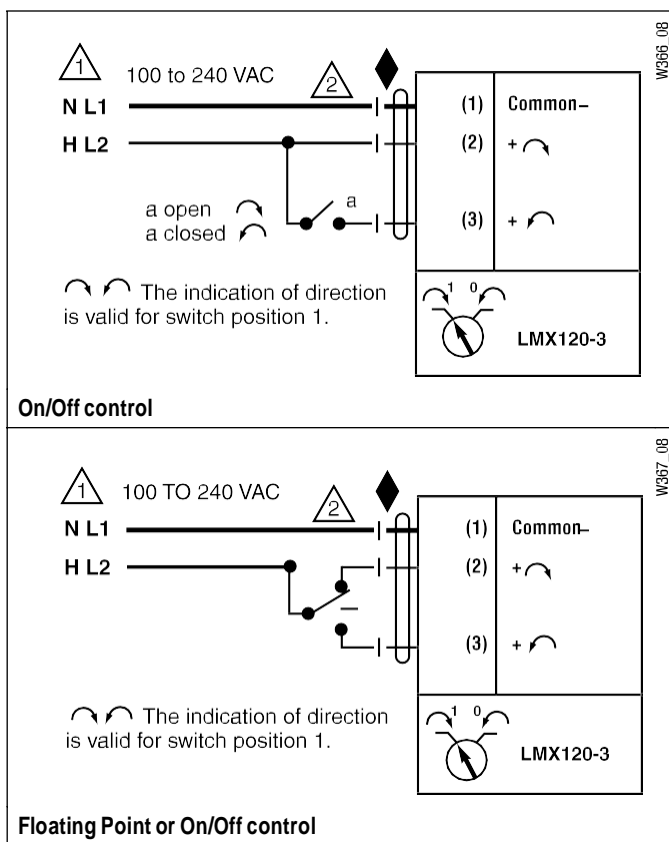 W366_08
1
100 to 240 VAC
2
N L1
(1) Common–
H L2
(2) +
a
a open
a closed
(3) +
The indication of direction
is valid for switch position 1.
1 0
LMX120-3
On/Off control
W367_08
1
100 TO 240 VAC
2
N L1
(1) Common–
H L2
(2) +
(3) +
The indication of direction
is valid for switch position 1.
1 0
LMX120-3
Floating Point or On/Off control